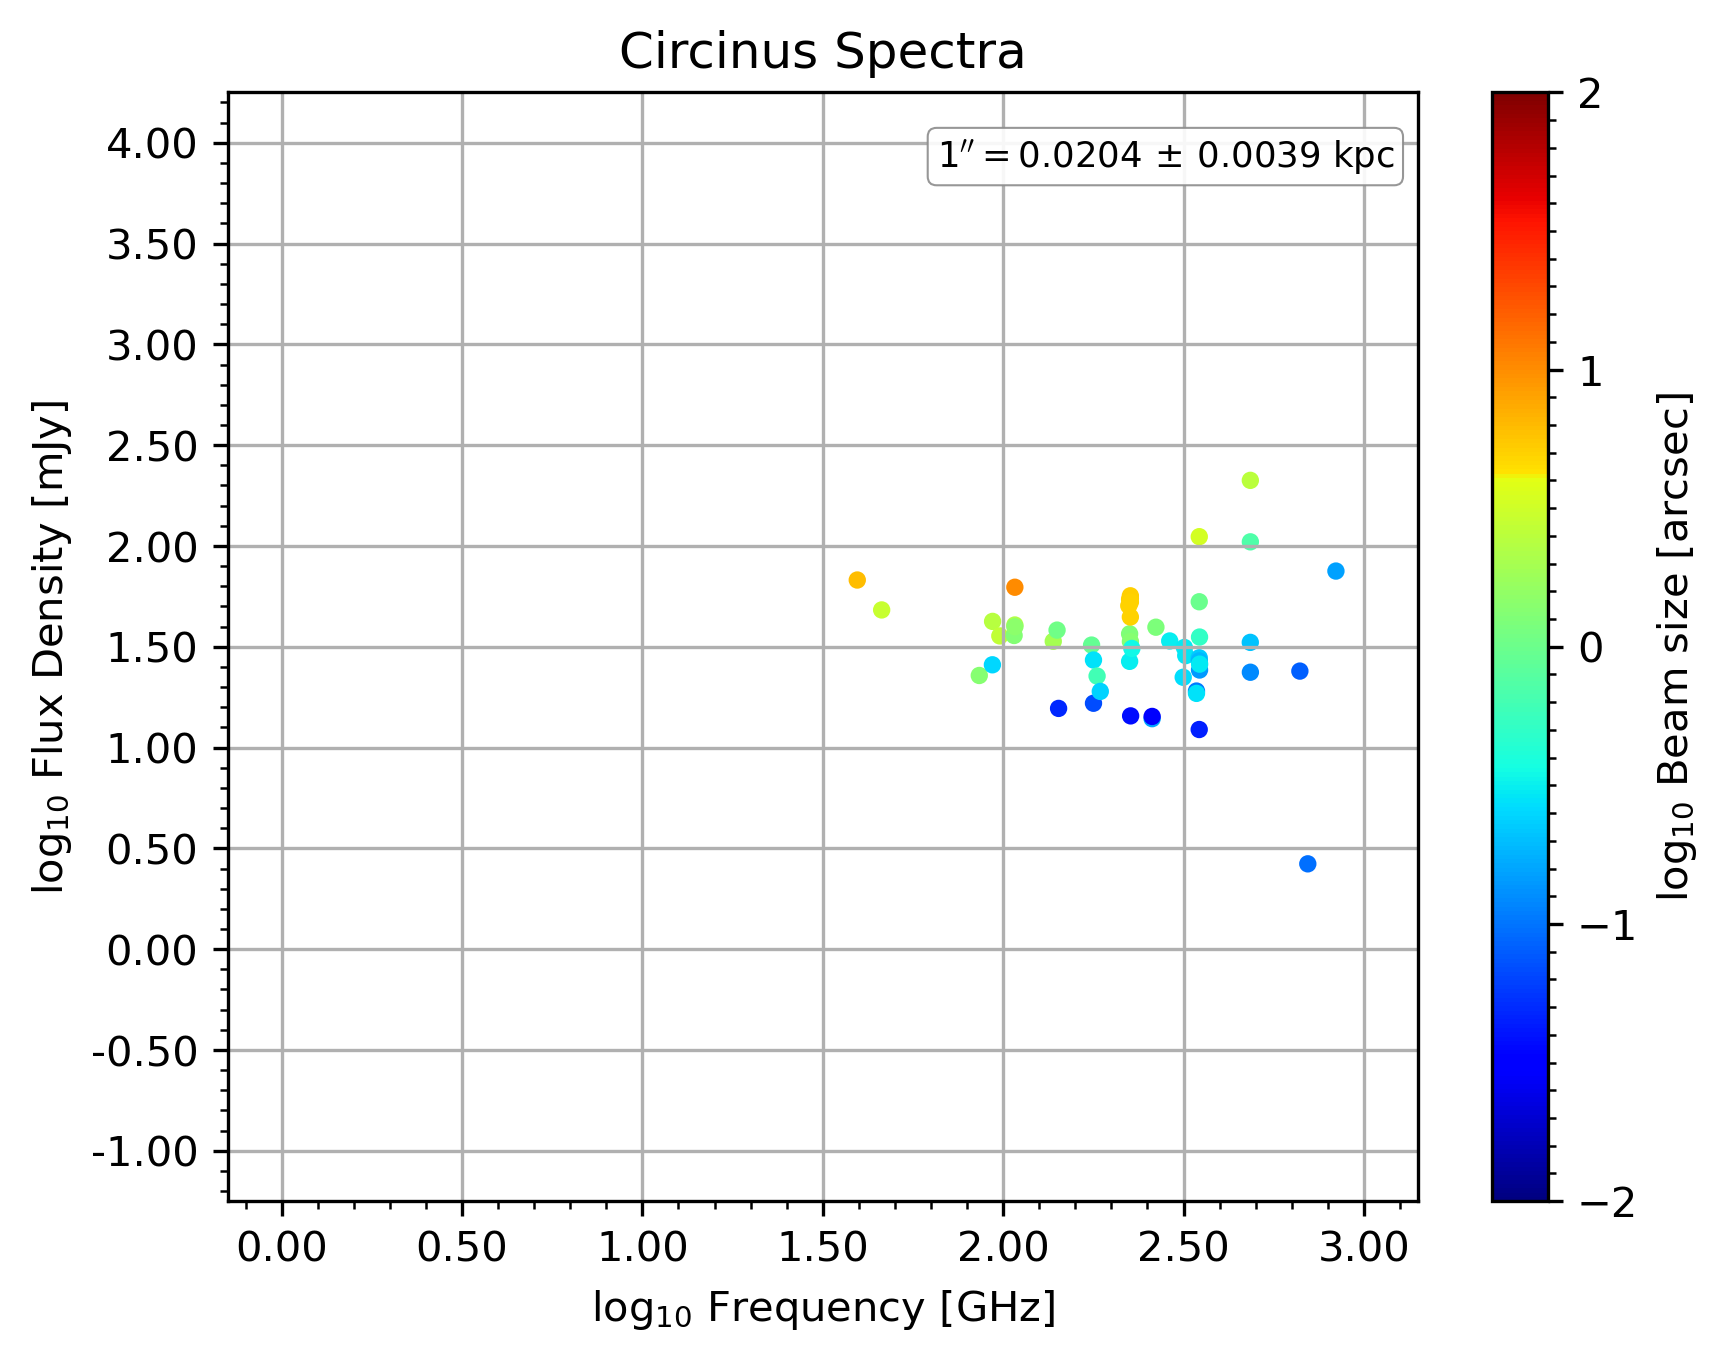 Circinus Spectra
1″ = 0.0204 ± 0.0039 kpc
4.00
3.50
3.00
2.50
2.00
1.50
1.00
0.50
0.00
-0.50
-1.00
log₁₀ Flux Density [mJy]
0.00 0.50 1.00 1.50 2.00 2.50 3.00
log₁₀ Frequency [GHz]
2
1
0
−1
−2
log₁₀ Beam size [arcsec]